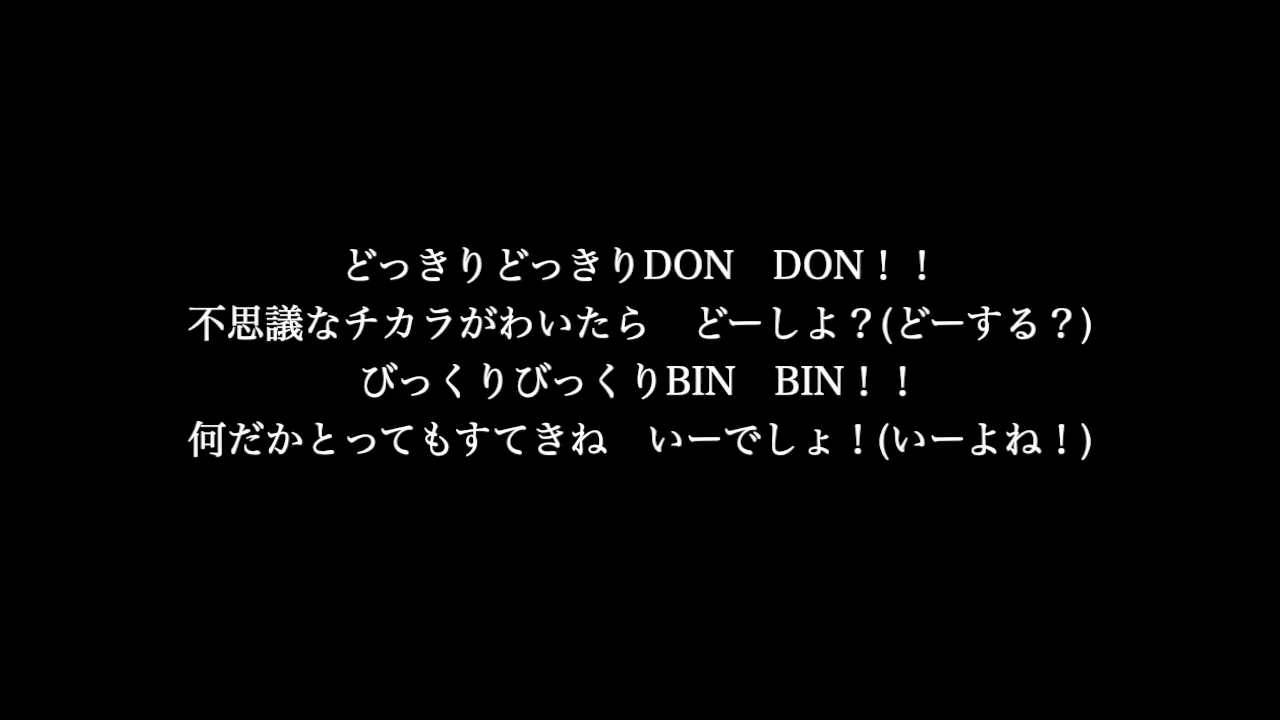 どっきりどっきりDON　DON！！
不思議なチカラがわいたら　どーしよ？(どーする？)
びっくりびっくりBIN　BIN！！
何だかとってもすてきね　いーでしょ！(いーよね！)